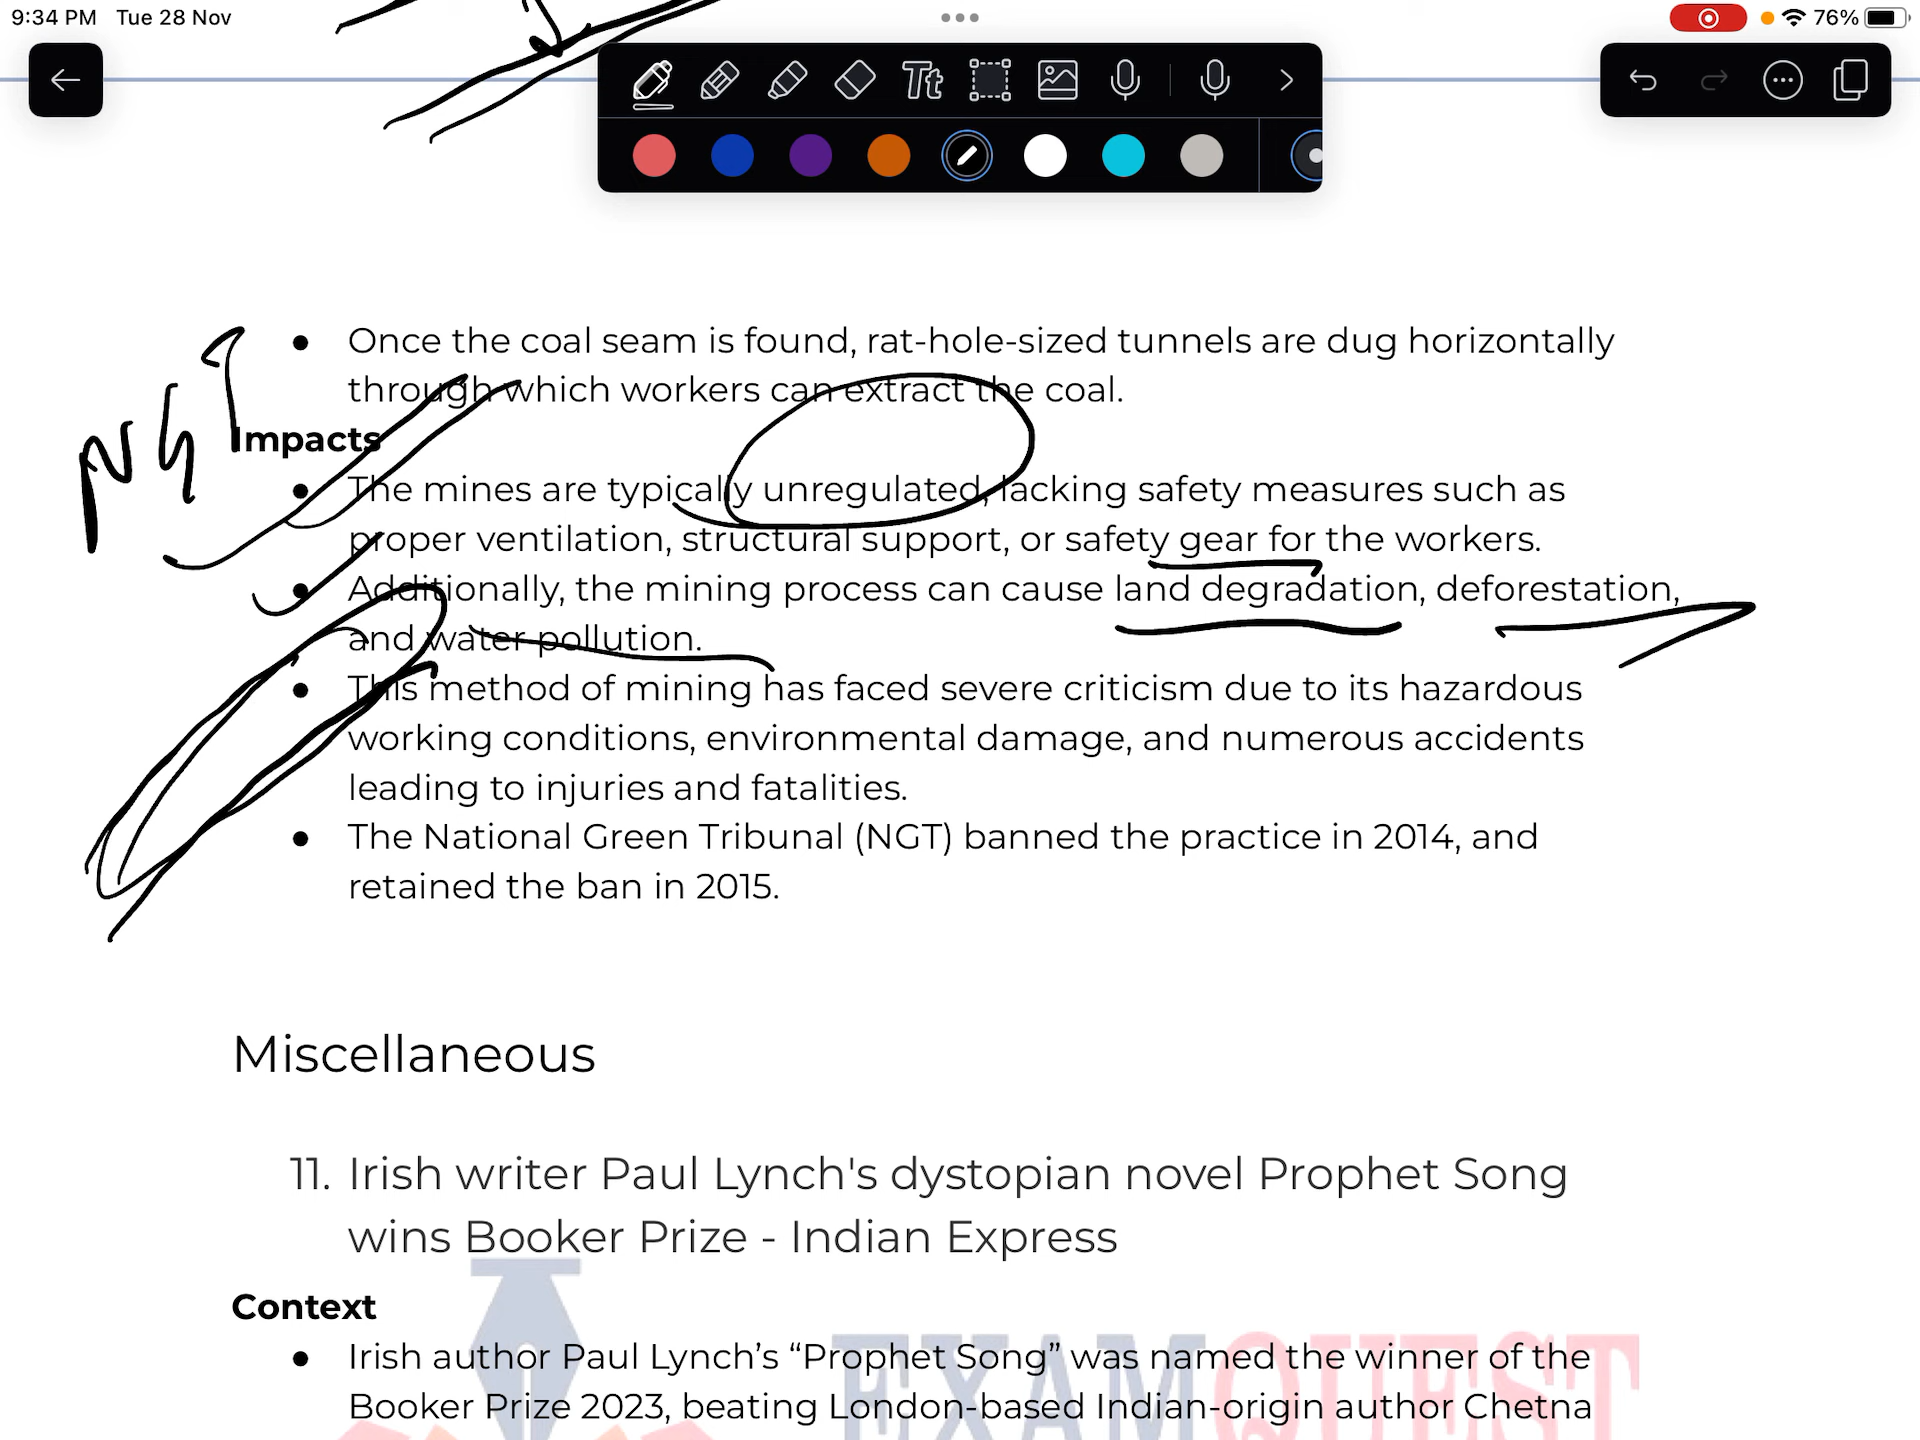 9:34 PM Tue 28 Nov
76%
Tt
• Once the coal seam is found, rat-hole-sized tunnels are dug horizontally
through which workers can extract the coal.
NGT
Impacts
• The mines are typically unregulated, lacking safety measures such as
proper ventilation, structural support, or safety gear for the workers.
• Additionally, the mining process can cause land degradation, deforestation,
and water pollution.
• This method of mining has faced severe criticism due to its hazardous
working conditions, environmental damage, and numerous accidents
leading to injuries and fatalities.
• The National Green Tribunal (NGT) banned the practice in 2014, and
retained the ban in 2015.
Miscellaneous
11. Irish writer Paul Lynch's dystopian novel Prophet Song
wins Booker Prize - Indian Express
Context
• Irish author Paul Lynch’s “Prophet Song” was named the winner of the
Booker Prize 2023, beating London-based Indian-origin author Chetna
EXAMQUEST